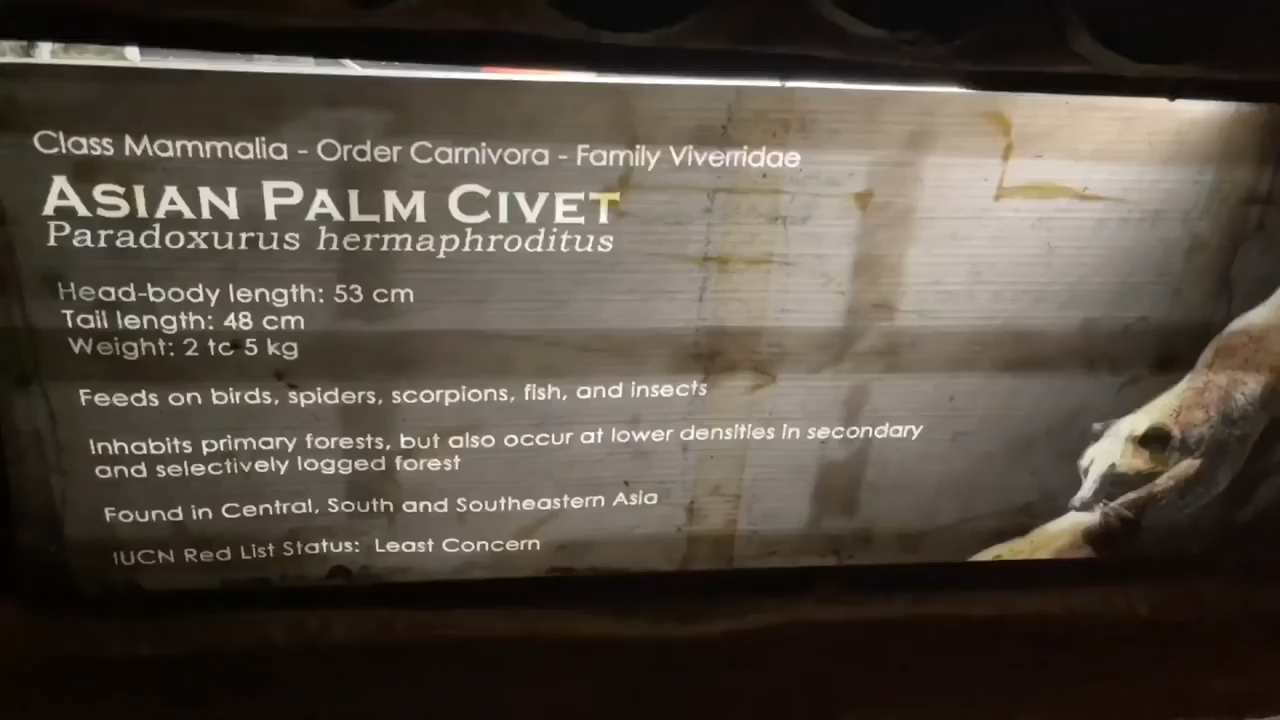 Class Mammalia - Order Carnivora - Family Viverridae
ASIAN PALM CIVET
Paradoxurus hermaphroditus
Head-body length: 53 cm
Tail length: 48 cm
Weight: 2 to 5 kg
Feeds on birds, spiders, scorpions, fish, and insects
Inhabits primary forests, but also occur at lower densities in secondary
and selectively logged forest
Found in Central, South and Southeastern Asia
IUCN Red List Status: Least Concern